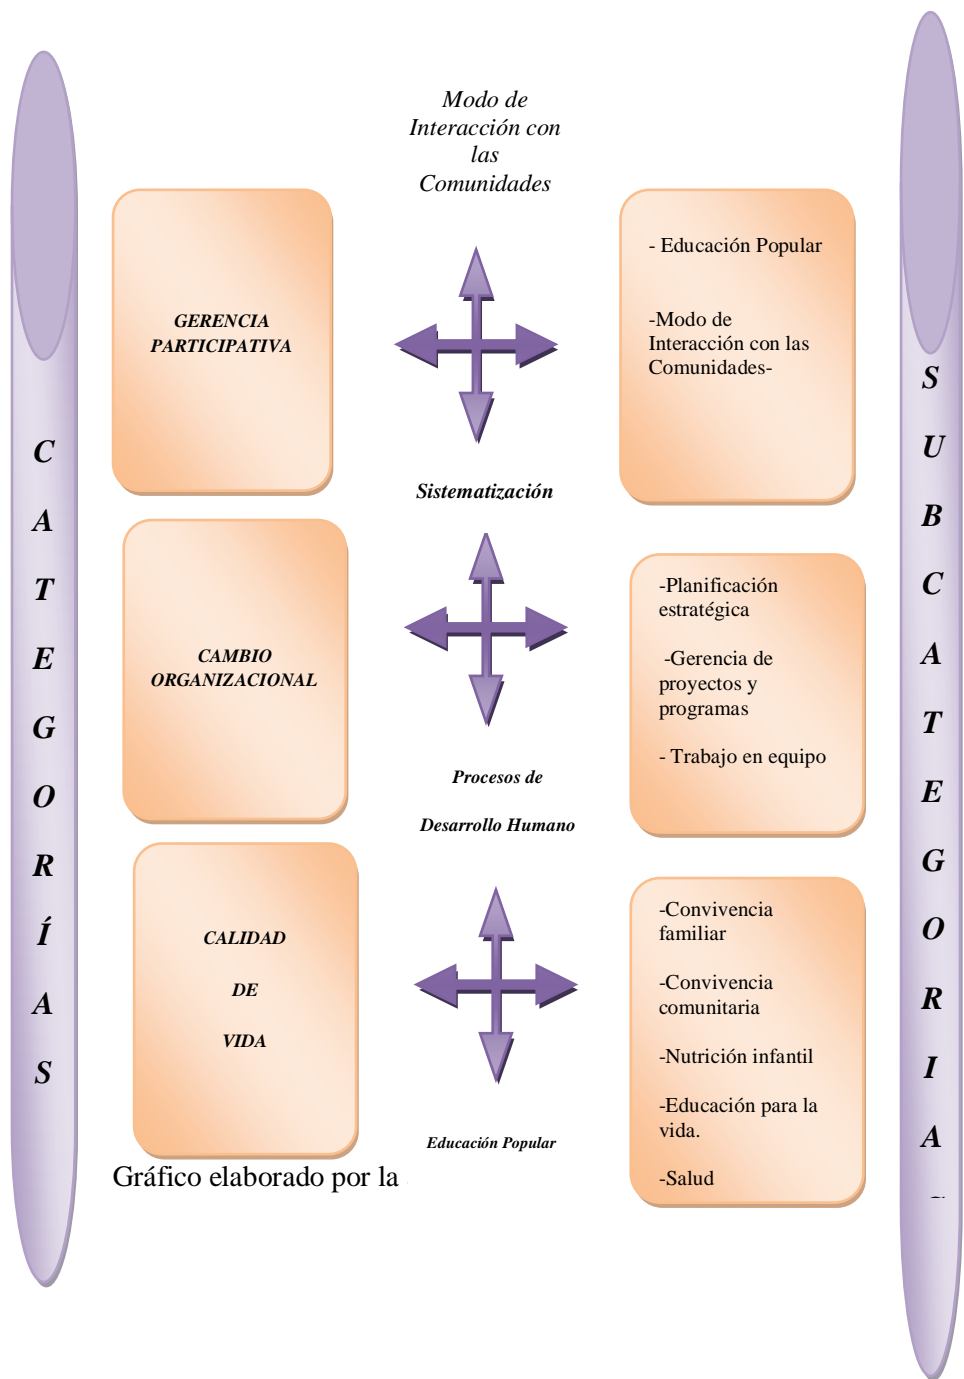 Modo de
Interacción con
las
Comunidades
C
A
T
E
G
O
R
Í
A
S
GERENCIA
PARTICIPATIVA
- Educación Popular
-Modo de
Interacción con las
Comunidades-
Sistematización
CAMBIO
ORGANIZACIONAL
-Planificación
estratégica
-Gerencia de
proyectos y
programas
- Trabajo en equipo
Procesos de
Desarrollo Humano
CALIDAD
DE
VIDA
-Convivencia
familiar
-Convivencia
comunitaria
-Nutrición infantil
-Educación para la
vida.
-Salud
Educación Popular
Gráfico elaborado por la
S
U
B
C
A
T
E
G
O
R
I
A